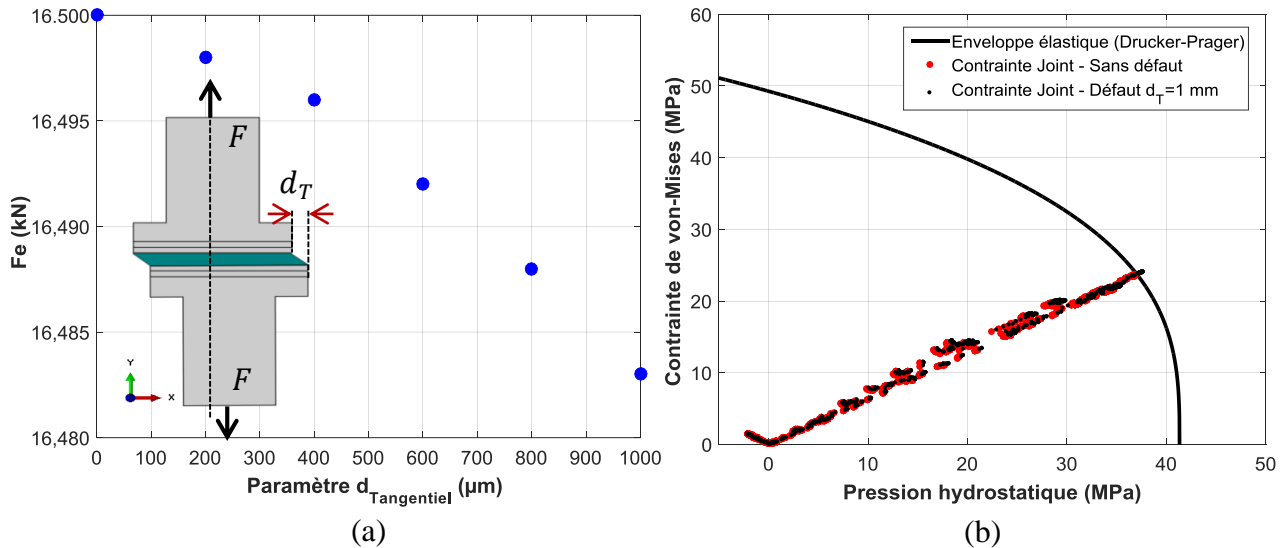 16.500
16,495
16,490
16,485
16,480
Fe (kN)
0 100 200 300 400 500 600 700 800 900 1000
Paramètre d_Tangentiel (µm)
F
d_T
F
Y
X
(a)
60
50
40
30
20
10
0
Contrainte de von-Mises (MPa)
Enveloppe élastique (Drucker-Prager)
Contrainte Joint - Sans défaut
Contrainte Joint - Défaut d_T=1 mm
0 10 20 30 40 50
Pression hydrostatique (MPa)
(b)